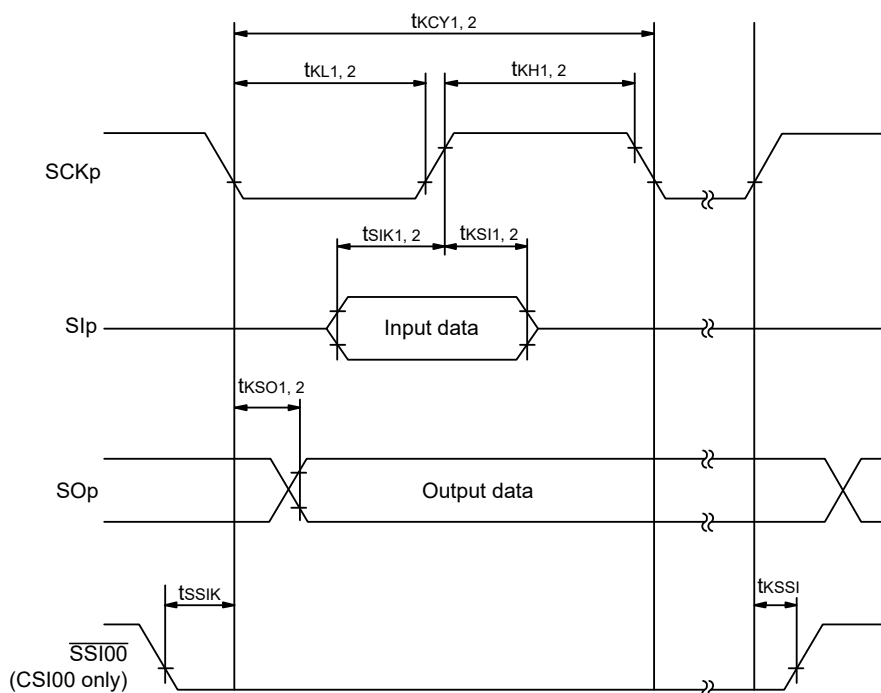 tKCY1, 2
tKL1, 2
tKH1, 2
SCKp
tSIK1, 2
tKSI1, 2
SIp
Input data
tKSO1, 2
SOp
Output data
tSSIK
tKSSI
SSI00
(CSI00 only)